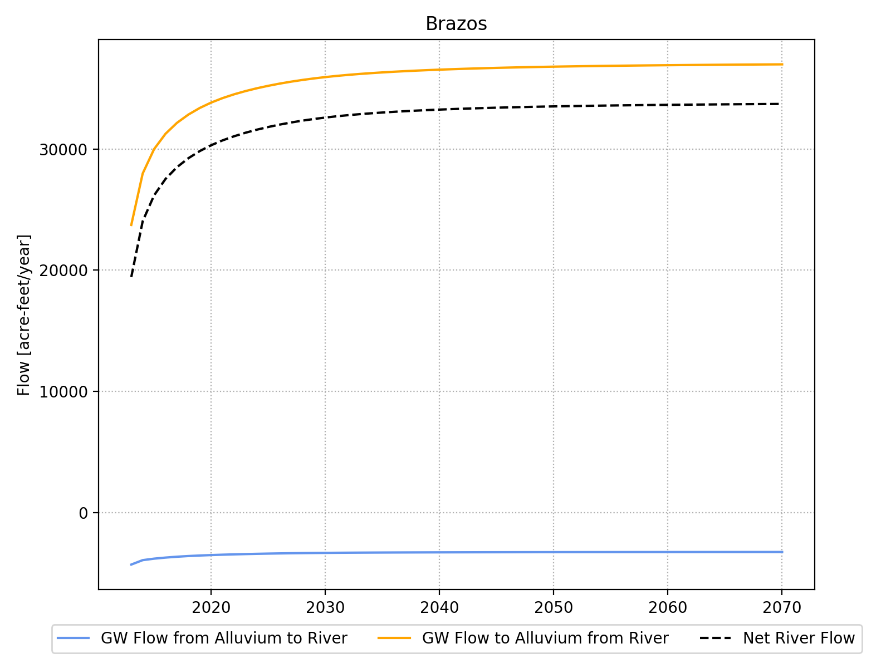 Brazos
Flow [acre-feet/year]
30000
20000
10000
0
2020 2030 2040 2050 2060 2070
GW Flow from Alluvium to River GW Flow to Alluvium from River Net River Flow